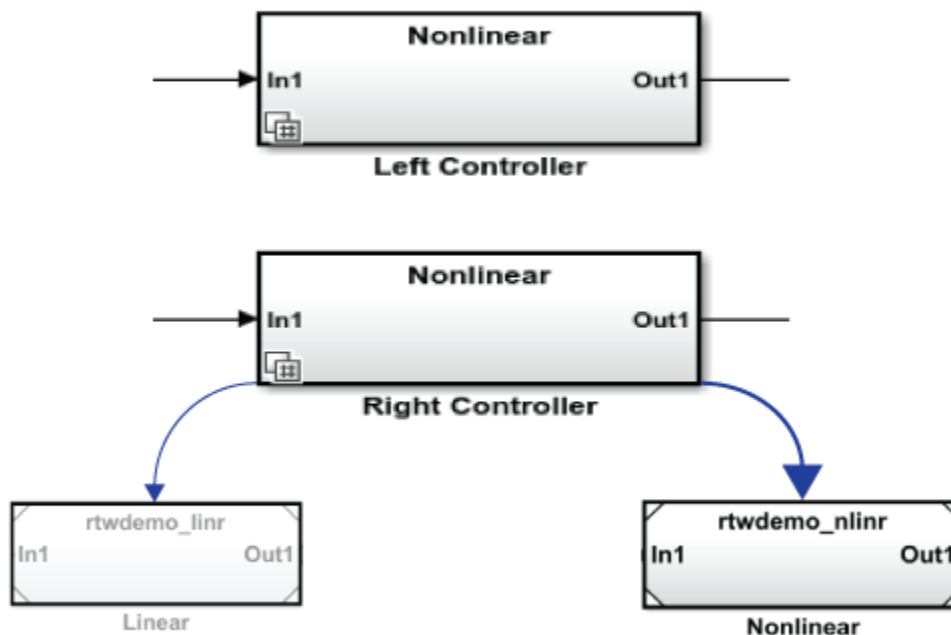 Nonlinear
In1 Out1
Left Controller
Nonlinear
In1 Out1
Right Controller
rtwdemo_linr
In1 Out1
Linear
rtwdemo_nlinr
In1 Out1
Nonlinear